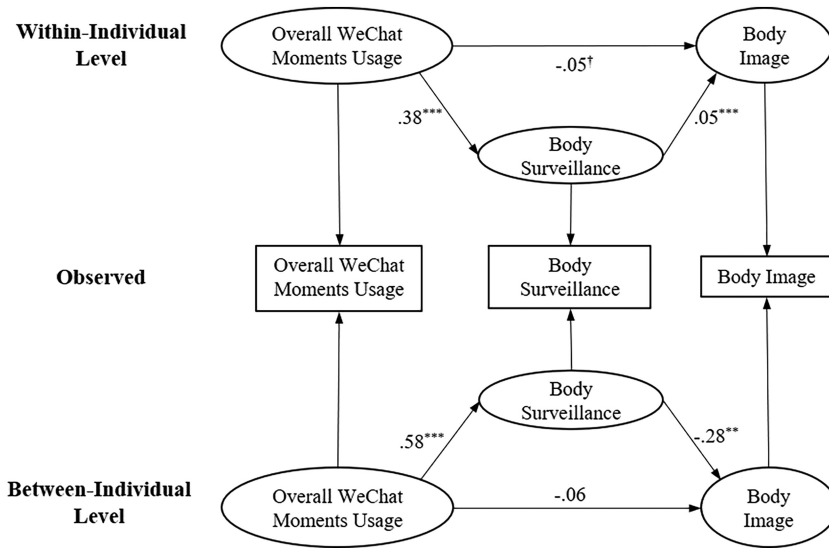 Within-Individual
Level
Overall WeChat
Moments Usage
Body
Image
-.05†
.38***
.05***
Body
Surveillance
Observed
Overall WeChat
Moments Usage
Body
Surveillance
Body Image
Body
Surveillance
.58***
-.28**
Between-Individual
Level
Overall WeChat
Moments Usage
-.06
Body
Image